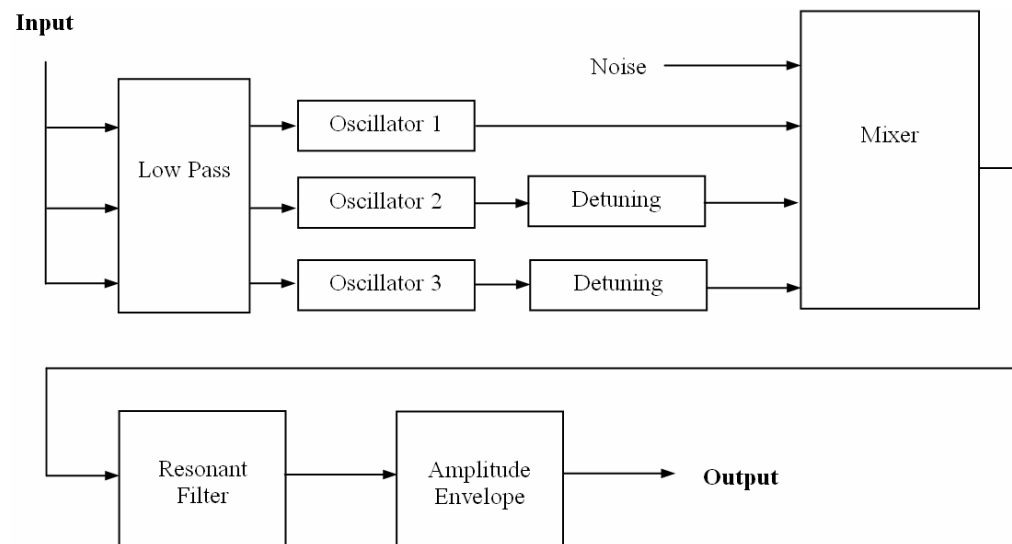 Input
Noise
Oscillator 1
Mixer
Low Pass
Oscillator 2
Detuning
Oscillator 3
Detuning
Resonant
Filter
Amplitude
Envelope
Output